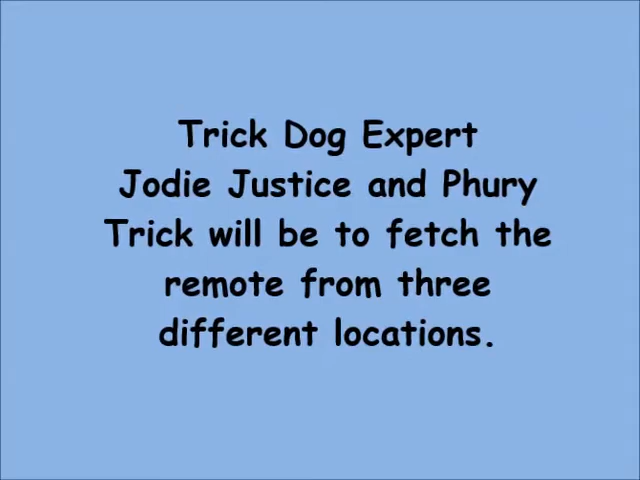 Trick Dog Expert
Jodie Justice and Phury
Trick will be to fetch the
remote from three
different locations.